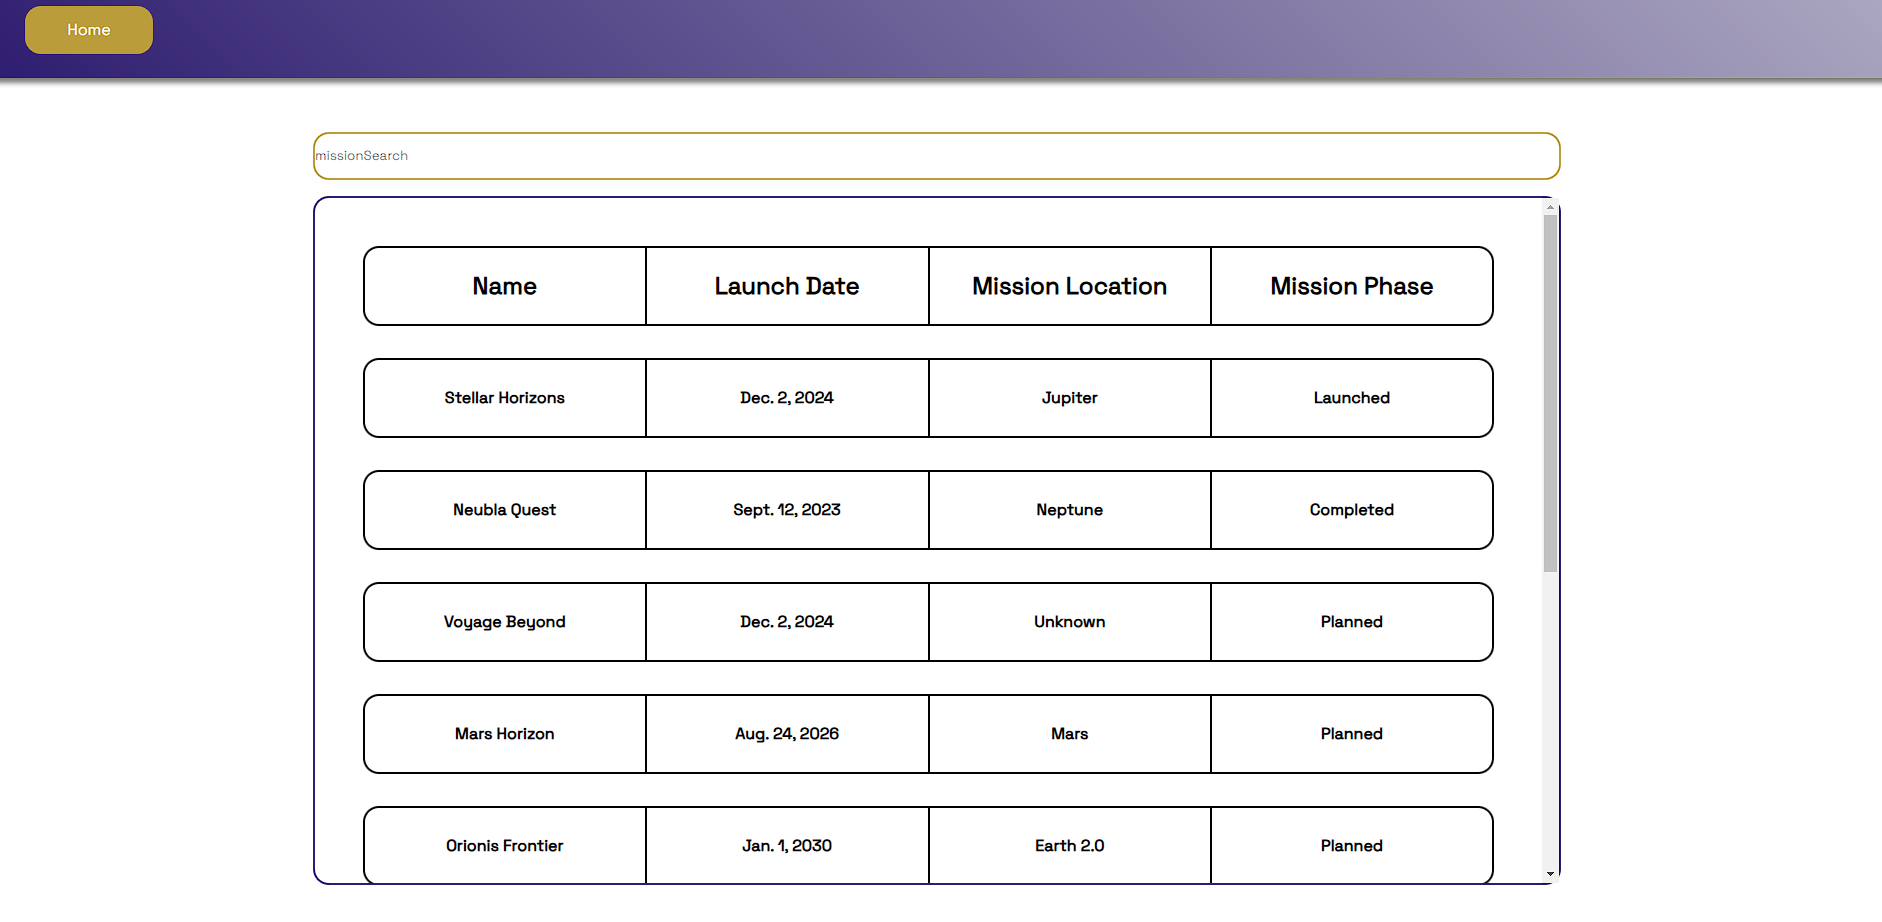 Home
missionSearch
Name Launch Date Mission Location Mission Phase
Stellar Horizons Dec. 2, 2024 Jupiter Launched
Neubla Quest Sept. 12, 2023 Neptune Completed
Voyage Beyond Dec. 2, 2024 Unknown Planned
Mars Horizon Aug. 24, 2026 Mars Planned
Orionis Frontier Jan. 1, 2030 Earth 2.0 Planned